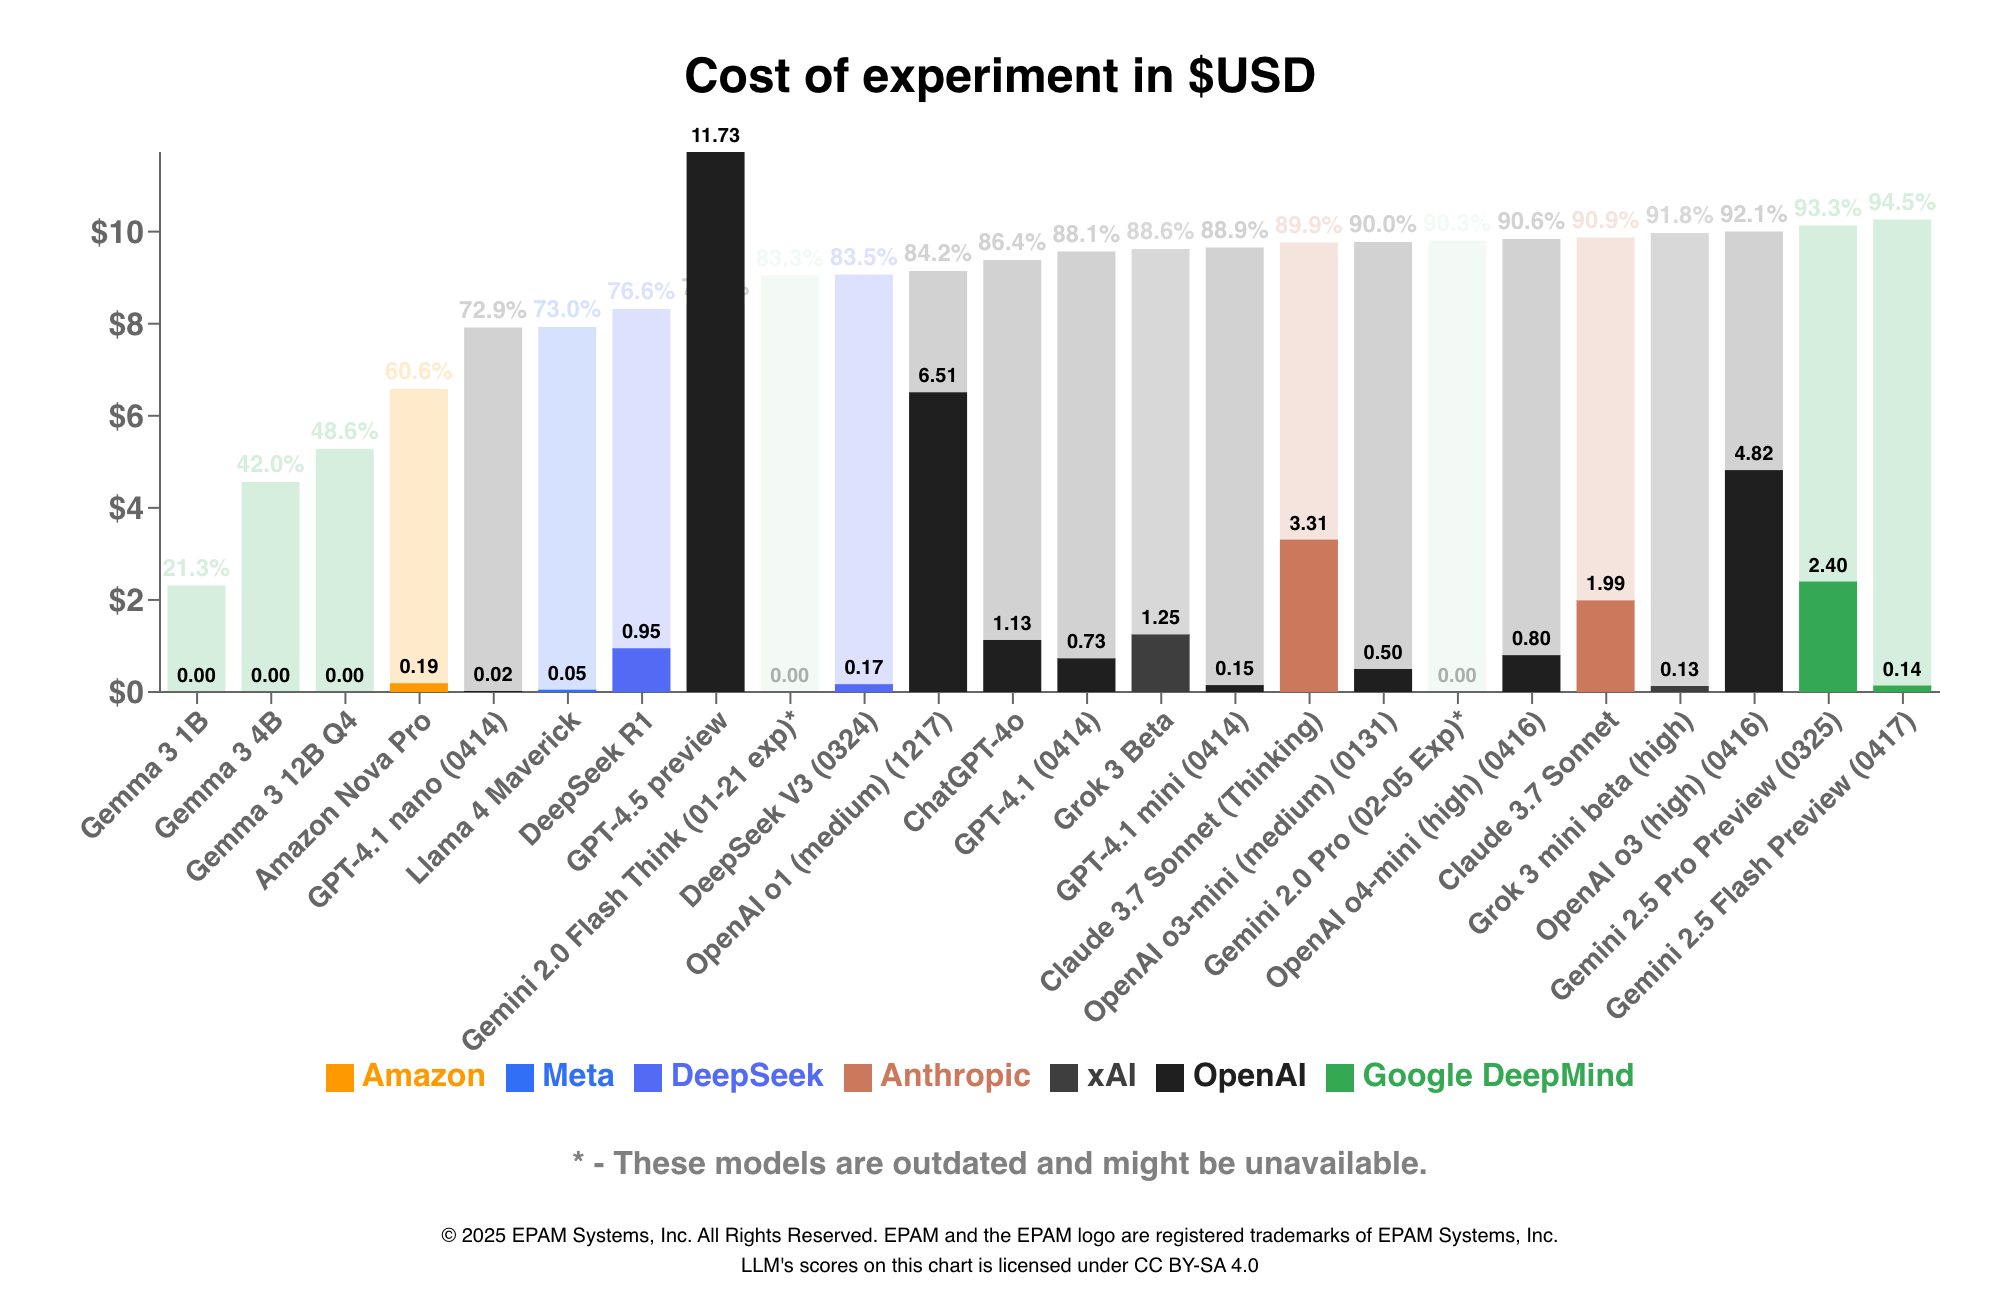 Cost of experiment in $USD
11.73
$10
$8
$6
$4
$2
$0
21.3% 42.0% 48.6% 60.6% 72.9% 73.0% 76.6% 83.3% 83.5% 84.2% 86.4% 88.1% 88.6% 88.9% 89.9% 90.0% 90.3% 90.6% 90.9% 91.8% 92.1% 93.3% 94.5%
0.00 0.00 0.00 0.19 0.02 0.05 0.95 0.00 0.17 6.51 1.13 0.73 1.25 0.15 3.31 0.50 0.00 0.80 1.99 0.13 4.82 2.40 0.14
Gemma 3 1B
Gemma 3 4B
Gemma 3 12B Q4
Amazon Nova Pro
GPT-4.1 nano (0414)
Llama 4 Maverick
DeepSeek R1
GPT-4.5 preview
Gemini 2.0 Flash Think (01-21 exp)*
DeepSeek V3 (0324)
OpenAI o1 (medium) (1217)
ChatGPT-4o
GPT-4.1 (0414)
Grok 3 Beta
GPT-4.1 mini (0414)
Claude 3.7 Sonnet (Thinking)
OpenAI o3-mini (medium) (0131)
Gemini 2.0 Pro (02-05 Exp)*
OpenAI o4-mini (high) (0416)
Claude 3.7 Sonnet
Grok 3 mini beta (high)
OpenAI o3 (high) (0416)
Gemini 2.5 Pro Preview (0325)
Gemini 2.5 Flash Preview (0417)
Amazon Meta DeepSeek Anthropic xAI OpenAI Google DeepMind
* - These models are outdated and might be unavailable.
© 2025 EPAM Systems, Inc. All Rights Reserved. EPAM and the EPAM logo are registered trademarks of EPAM Systems, Inc.
LLM's scores on this chart is licensed under CC BY-SA 4.0